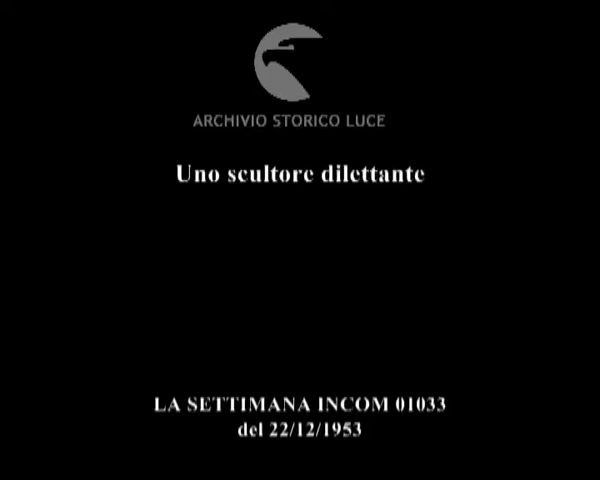 ARCHIVIO STORICO LUCE
Uno scultore dilettante
LA SETTIMANA INCOM 01033
del 22/12/1953